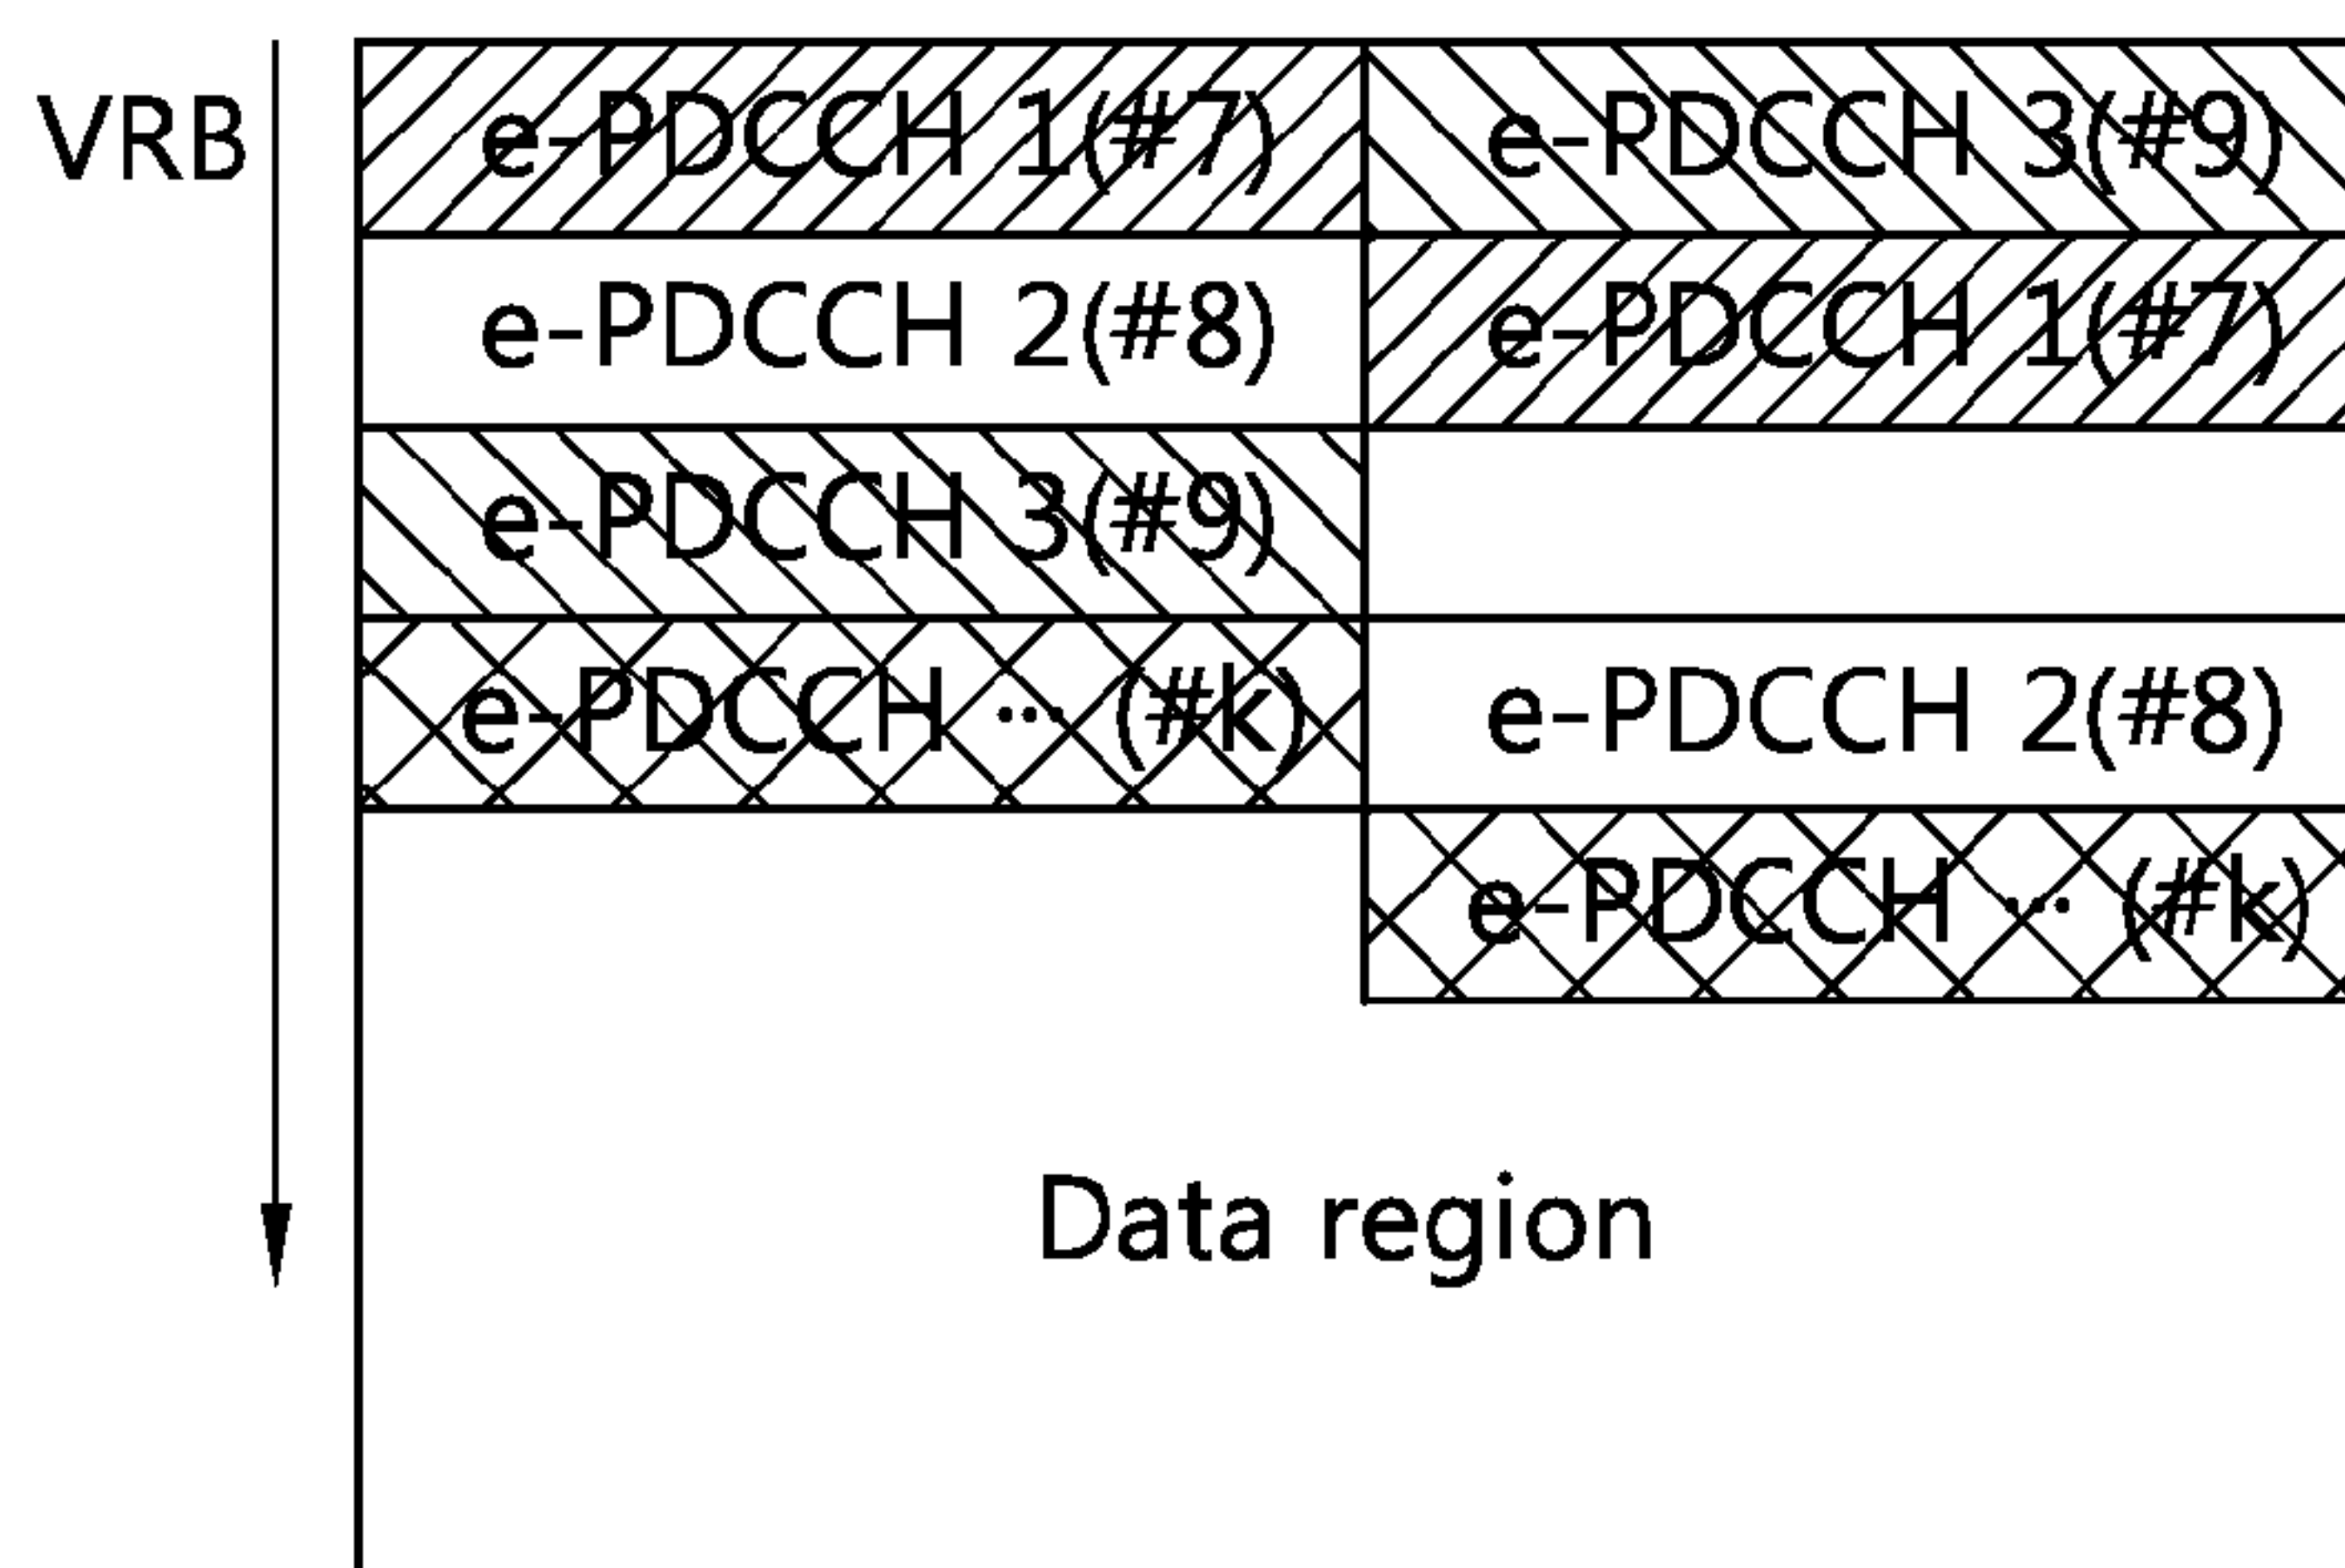 VRB
e-PDCCH 1(#7) e-PDCCH 3(#9)
e-PDCCH 2(#8) e-PDCCH 1(#7)
e-PDCCH 3(#9)
e-PDCCH ··· (#k) e-PDCCH 2(#8)
e-PDCCH ··· (#k)
Data region